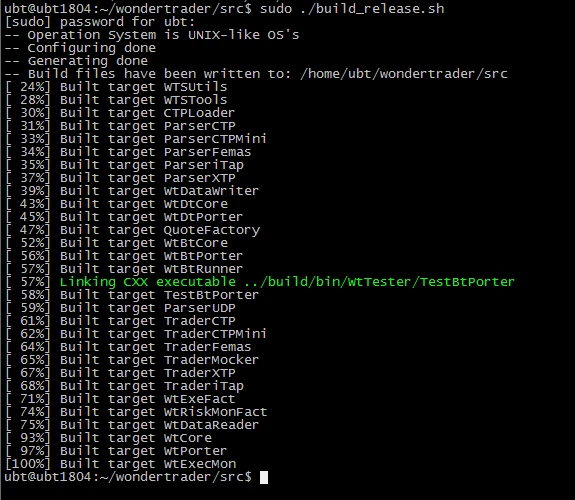 ubt@ubt1804:~/wondertrader/src$ sudo ./build_release.sh
[sudo] password for ubt:
-- Operation System is UNIX-like OS's
-- Configuring done
-- Generating done
-- Build files have been written to: /home/ubt/wondertrader/src
[ 24%] Built target WTSUtils
[ 28%] Built target WTSTools
[ 30%] Built target CTPLoader
[ 31%] Built target ParserCTP
[ 33%] Built target ParserCTPMini
[ 34%] Built target ParserFemas
[ 35%] Built target ParseriTap
[ 37%] Built target ParserXTP
[ 39%] Built target WtDataWriter
[ 43%] Built target WtDtCore
[ 45%] Built target WtDtPorter
[ 47%] Built target QuoteFactory
[ 52%] Built target WtBtCore
[ 56%] Built target WtBtPorter
[ 57%] Built target WtBtRunner
[ 57%] Linking CXX executable ../build/bin/WtTester/TestBtPorter
[ 58%] Built target TestBtPorter
[ 59%] Built target ParserUDP
[ 61%] Built target TraderCTP
[ 62%] Built target TraderCTPMini
[ 64%] Built target TraderFemas
[ 65%] Built target TraderMocker
[ 67%] Built target TraderXTP
[ 68%] Built target TraderiTap
[ 71%] Built target WtExeFact
[ 74%] Built target WtRiskMonFact
[ 75%] Built target WtDataReader
[ 93%] Built target WtCore
[ 97%] Built target WtPorter
[100%] Built target WtExecMon
ubt@ubt1804:~/wondertrader/src$